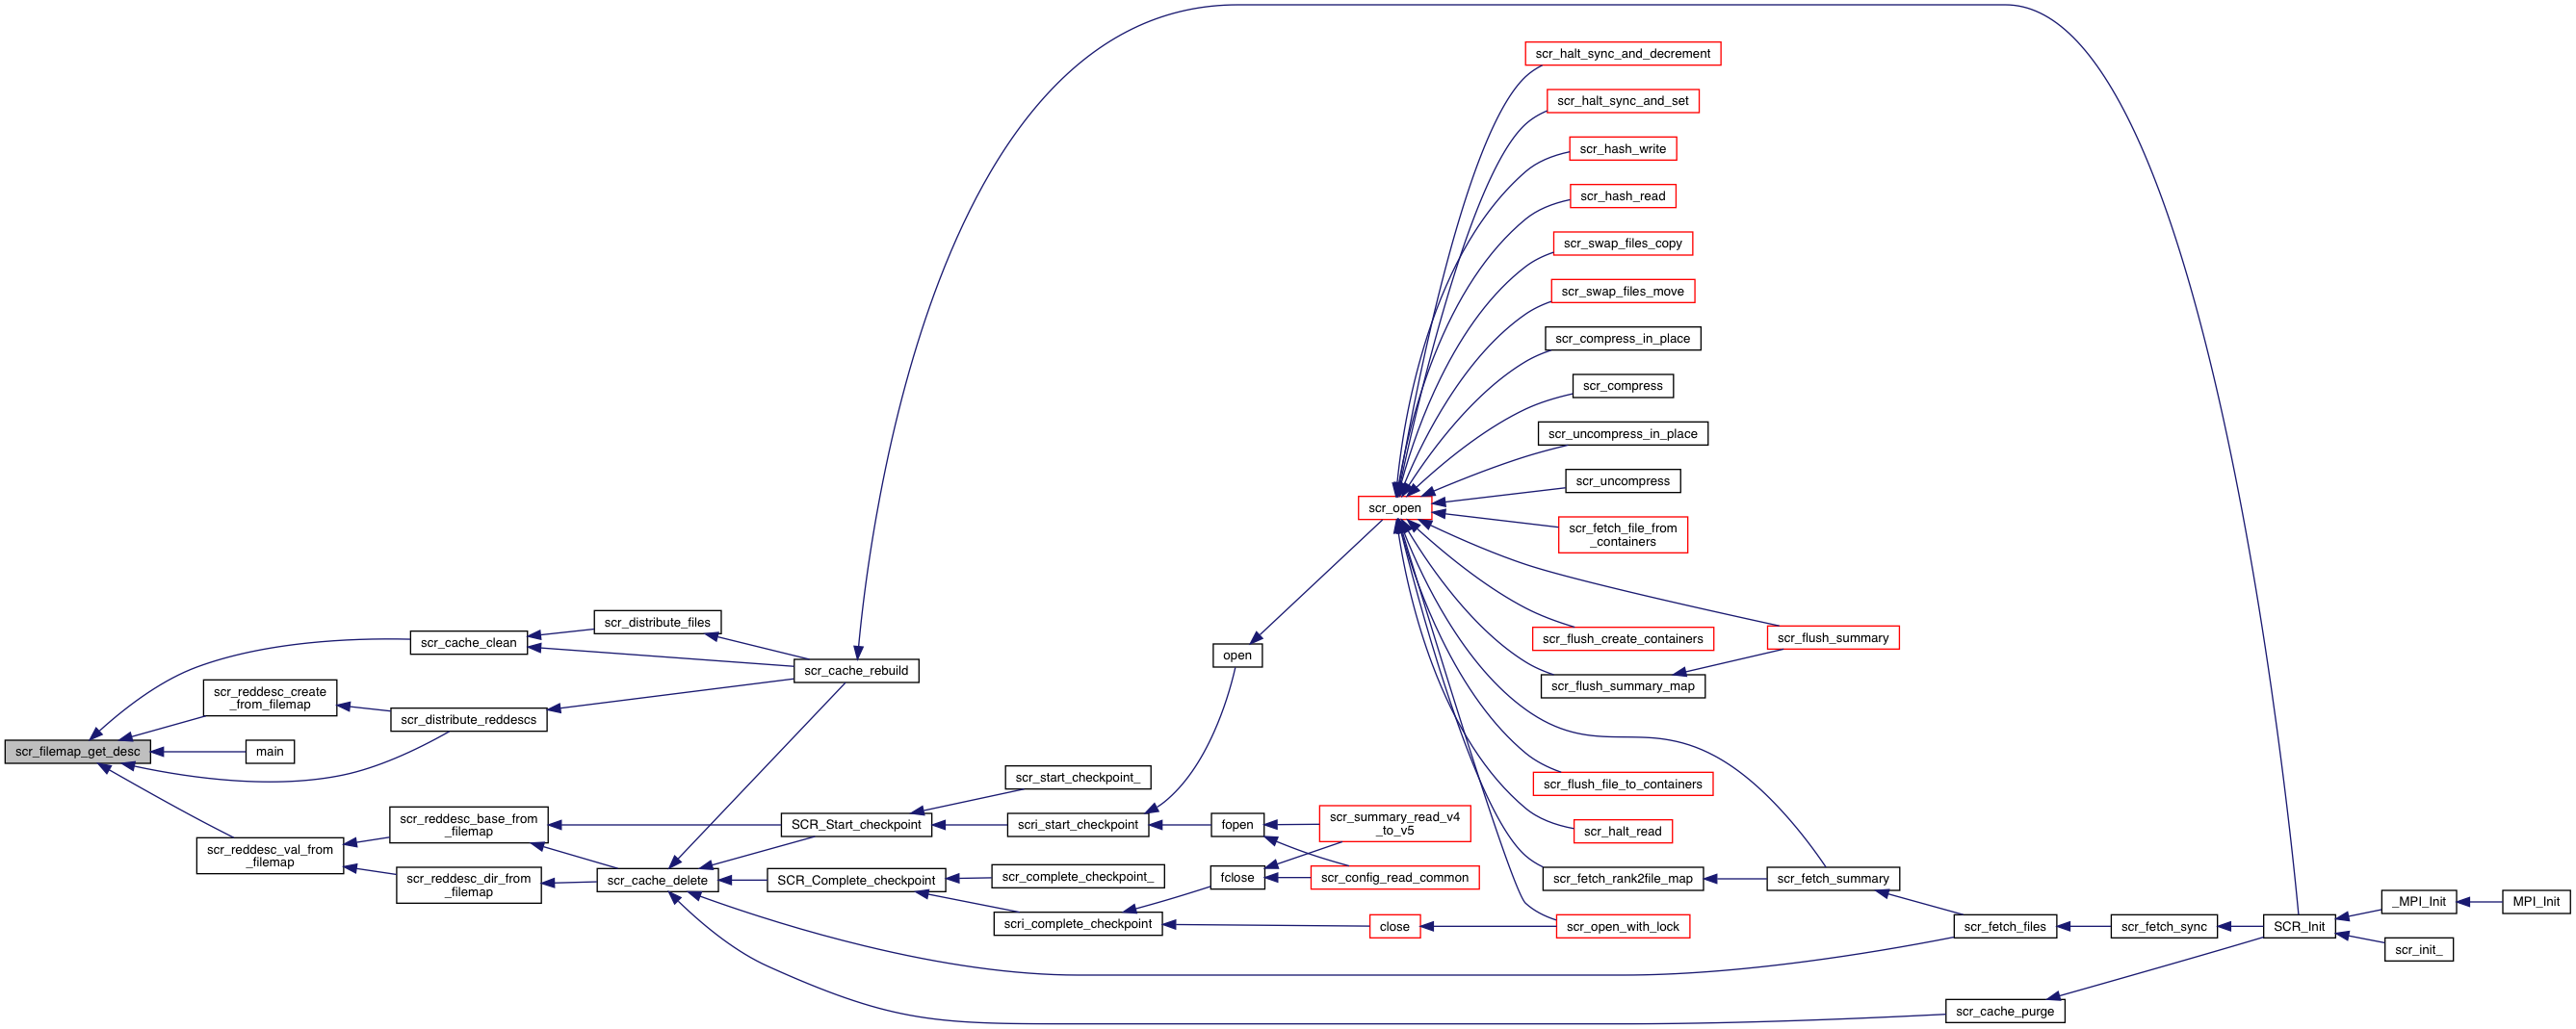 scr_halt_sync_and_decrement
scr_halt_sync_and_set
scr_hash_write
scr_hash_read
scr_swap_files_copy
scr_swap_files_move
scr_compress_in_place
scr_compress
scr_uncompress_in_place
scr_uncompress
scr_open
scr_fetch_file_from
_containers
scr_distribute_files
scr_cache_clean
scr_flush_create_containers
scr_flush_summary
open
scr_cache_rebuild
scr_flush_summary_map
scr_reddesc_create
_from_filemap
scr_distribute_reddescs
scr_filemap_get_desc
main
scr_start_checkpoint_
scr_flush_file_to_containers
scr_reddesc_base_from
_filemap
SCR_Start_checkpoint
scri_start_checkpoint
fopen
scr_summary_read_v4
_to_v5
scr_halt_read
scr_reddesc_val_from
_filemap
scr_reddesc_dir_from
_filemap
scr_cache_delete
SCR_Complete_checkpoint
scr_complete_checkpoint_
fclose
scr_config_read_common
scr_fetch_rank2file_map
scr_fetch_summary
scri_complete_checkpoint
close
scr_open_with_lock
scr_fetch_files
scr_fetch_sync
SCR_Init
_MPI_Init
MPI_Init
scr_init_
scr_cache_purge